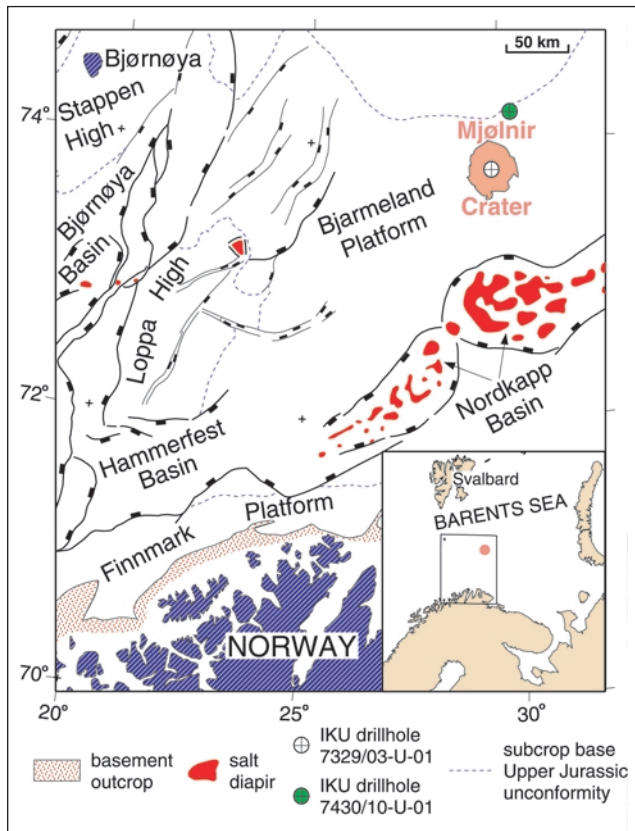 50 km
Bjørnøya
Stappen
High
74°
Mjølnir
Crater
Bjørnøya
Basin
Bjarmeland
Platform
High
Loppa
72°
Nordkapp
Basin
Hammerfest
Basin
Svalbard
BARENTS SEA
Platform
Finnmark
NORWAY
70°
20°
25°
30°
basement
outcrop
salt
diapir
IKU drillhole
7329/03-U-01
IKU drillhole
7430/10-U-01
subcrop base
Upper Jurassic
unconformity